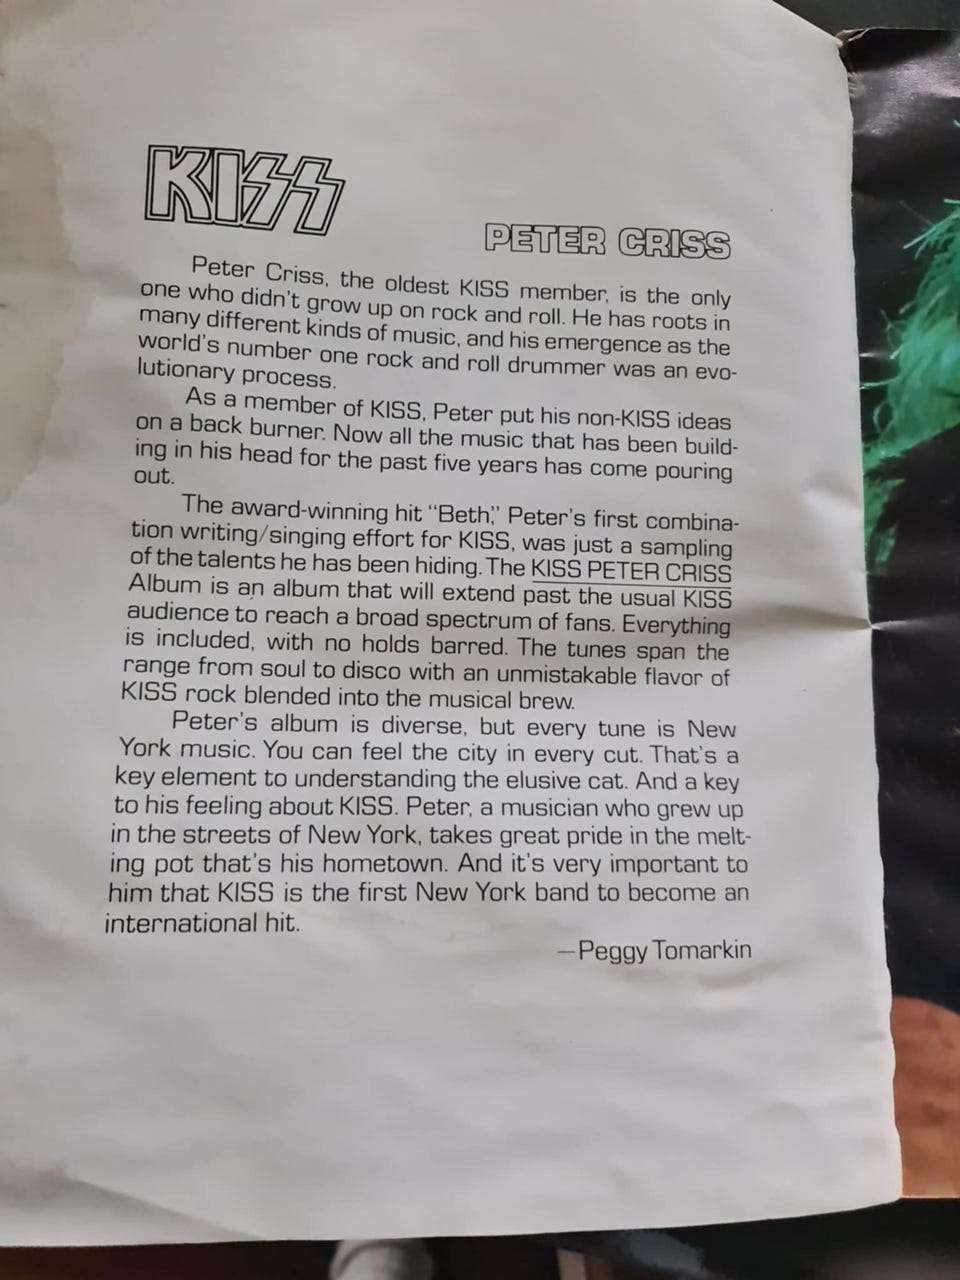 KISS
PETER CRISS
Peter Criss, the oldest KISS member, is the only
one who didn't grow up on rock and roll. He has roots in
many different kinds of music, and his emergence as the
world's number one rock and roll drummer was an evo-
lutionary process.
As a member of KISS, Peter put his non-KISS ideas
on a back burner. Now all the music that has been build-
ing in his head for the past five years has come pouring
out.
The award-winning hit "Beth," Peter's first combina-
tion writing/singing effort for KISS, was just a sampling
of the talents he has been hiding. The KISS PETER CRISS
Album is an album that will extend past the usual KISS
audience to reach a broad spectrum of fans. Everything
is included, with no holds barred. The tunes span the
range from soul to disco with an unmistakable flavor of
KISS rock blended into the musical brew.
Peter's album is diverse, but every tune is New
York music. You can feel the city in every cut. That's a
key element to understanding the elusive cat. And a key
to his feeling about KISS. Peter, a musician who grew up
in the streets of New York, takes great pride in the melt-
ing pot that's his hometown. And it's very important to
him that KISS is the first New York band to become an
international hit.
—Peggy Tomarkin